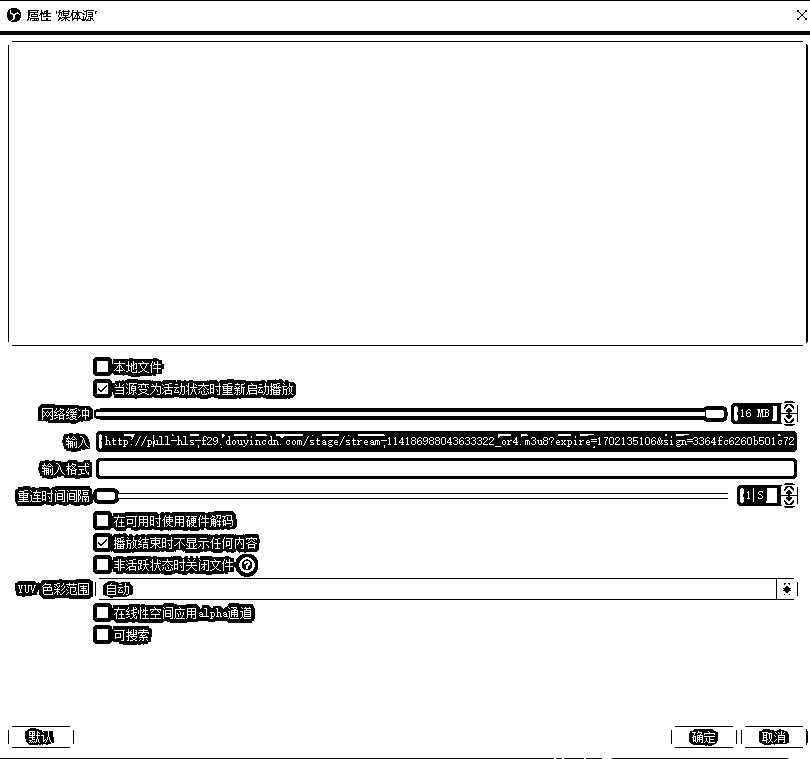 属性 '媒体源'
本地文件
当源变为活动状态时重新启动播放
网络缓冲 16 MB
输入 http://pull-hls-f29.douyincdn.com/stage/stream-114186988043633322_or4.m3u8?expire=1702135106&sign=3364fe6260b501c72
输入格式
重连时间间隔 1 S
在可用时使用硬件解码
播放结束时不显示任何内容
非活跃状态时关闭文件 ?
YUV 色彩范围 自动
在线性空间应用alpha通道
可搜索
默认 确定 取消